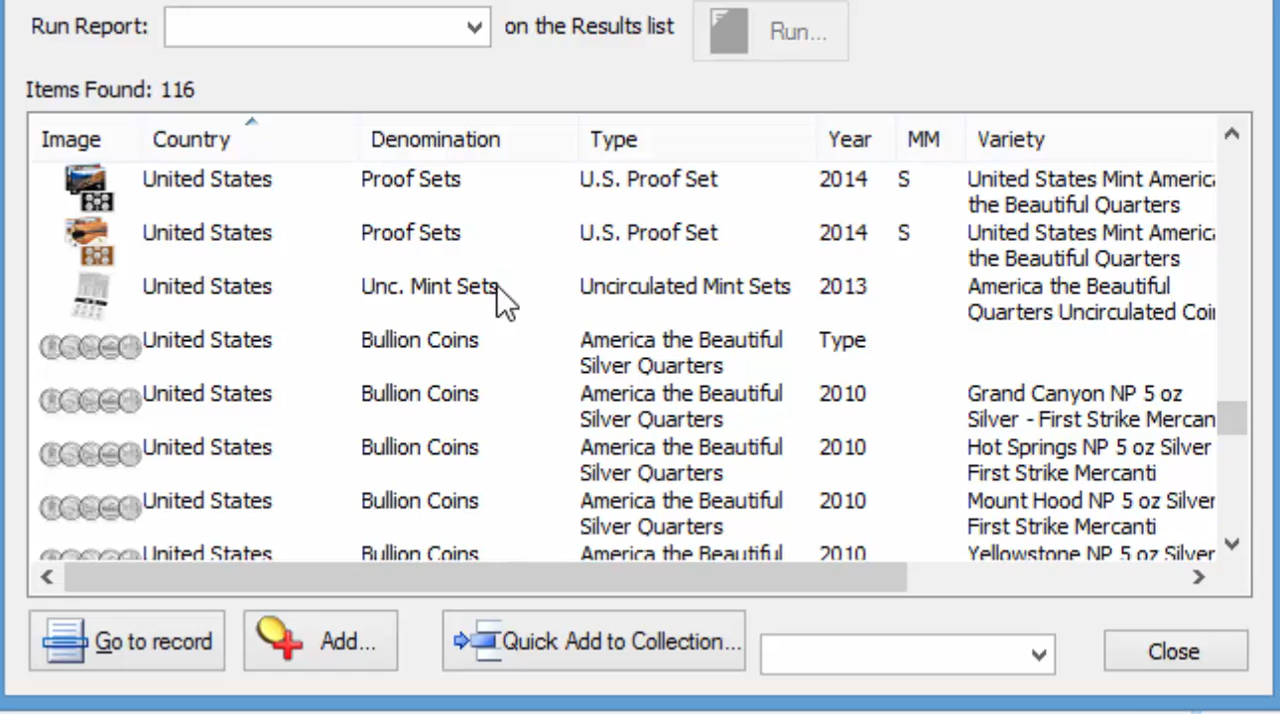 Run Report: on the Results list Run...
Items Found: 116
Image Country Denomination Type Year MM Variety
United States Proof Sets U.S. Proof Set 2014 S United States Mint Americ
the Beautiful Quarters
United States Proof Sets U.S. Proof Set 2014 S United States Mint Americ
the Beautiful Quarters
United States Unc. Mint Sets Uncirculated Mint Sets 2013 America the Beautiful
Quarters Uncirculated Coi
United States Bullion Coins America the Beautiful Type
Silver Quarters
United States Bullion Coins America the Beautiful 2010 Grand Canyon NP 5 oz
Silver Quarters Silver - First Strike Mercan
United States Bullion Coins America the Beautiful 2010 Hot Springs NP 5 oz Silver
Silver Quarters First Strike Mercanti
United States Bullion Coins America the Beautiful 2010 Mount Hood NP 5 oz Silver
Silver Quarters First Strike Mercanti
United States Bullion Coins America the Beautiful 2010 Yellowstone NP 5 oz Silver
Go to record Add... Quick Add to Collection... Close